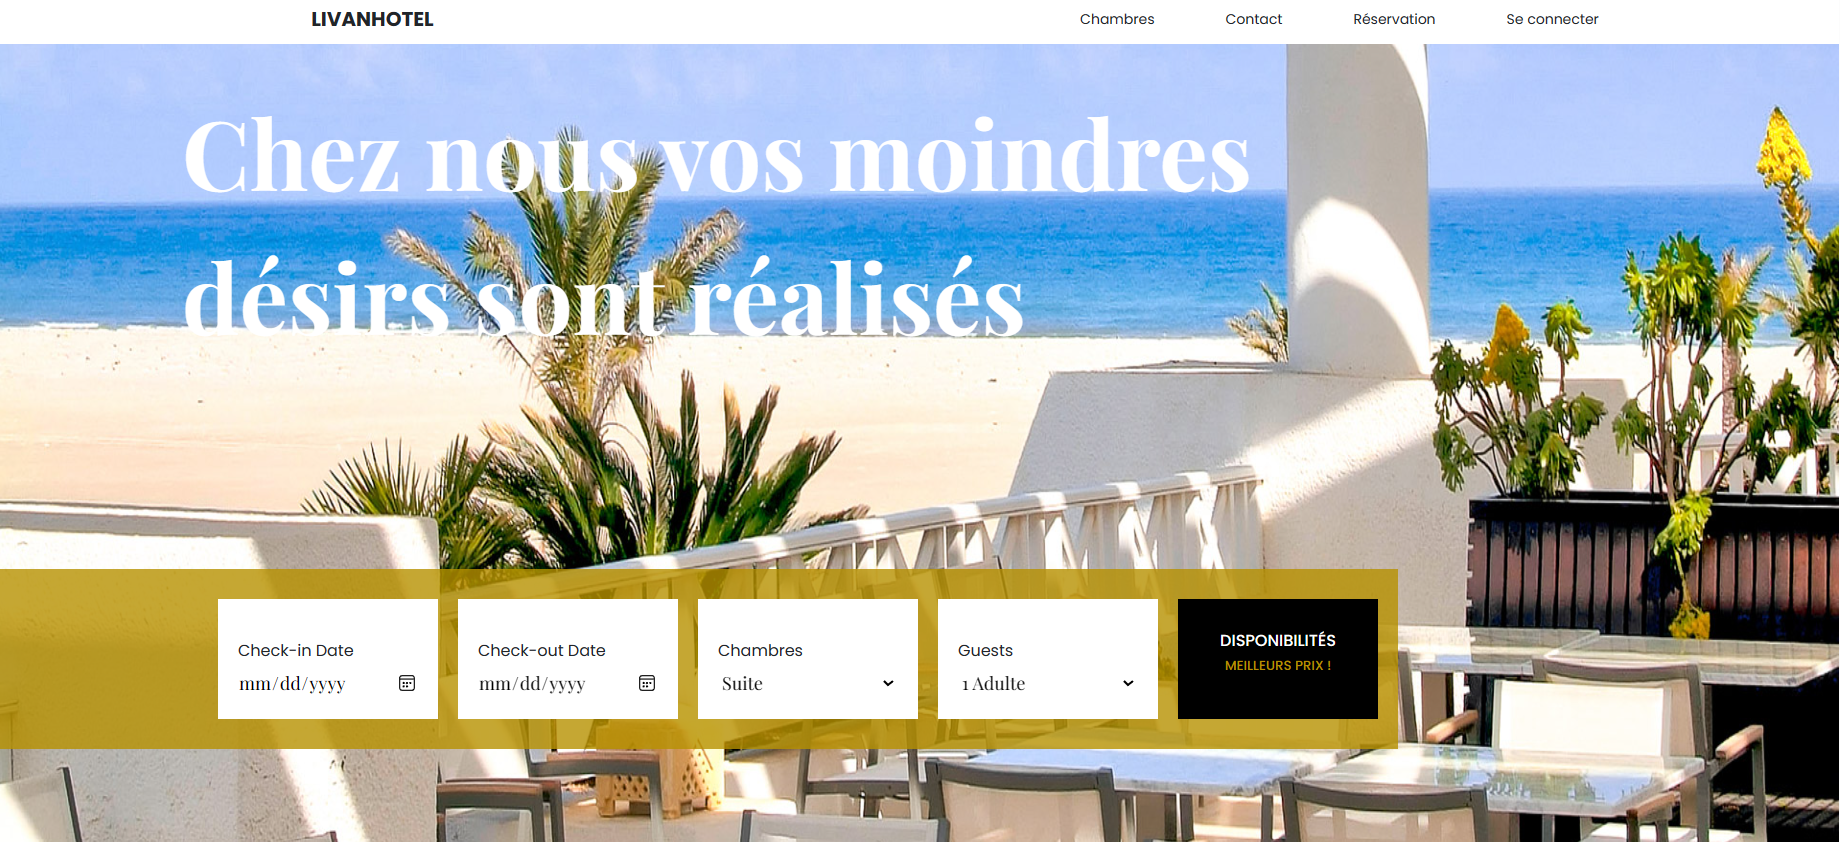 LIVANHOTEL
Chambres Contact Réservation Se connecter
Chez nous vos moindres
désirs sont réalisés
Check-in Date
mm/dd/yyyy
Check-out Date
mm/dd/yyyy
Chambres
Suite
Guests
1 Adulte
DISPONIBILITÉS
MEILLEURS PRIX !